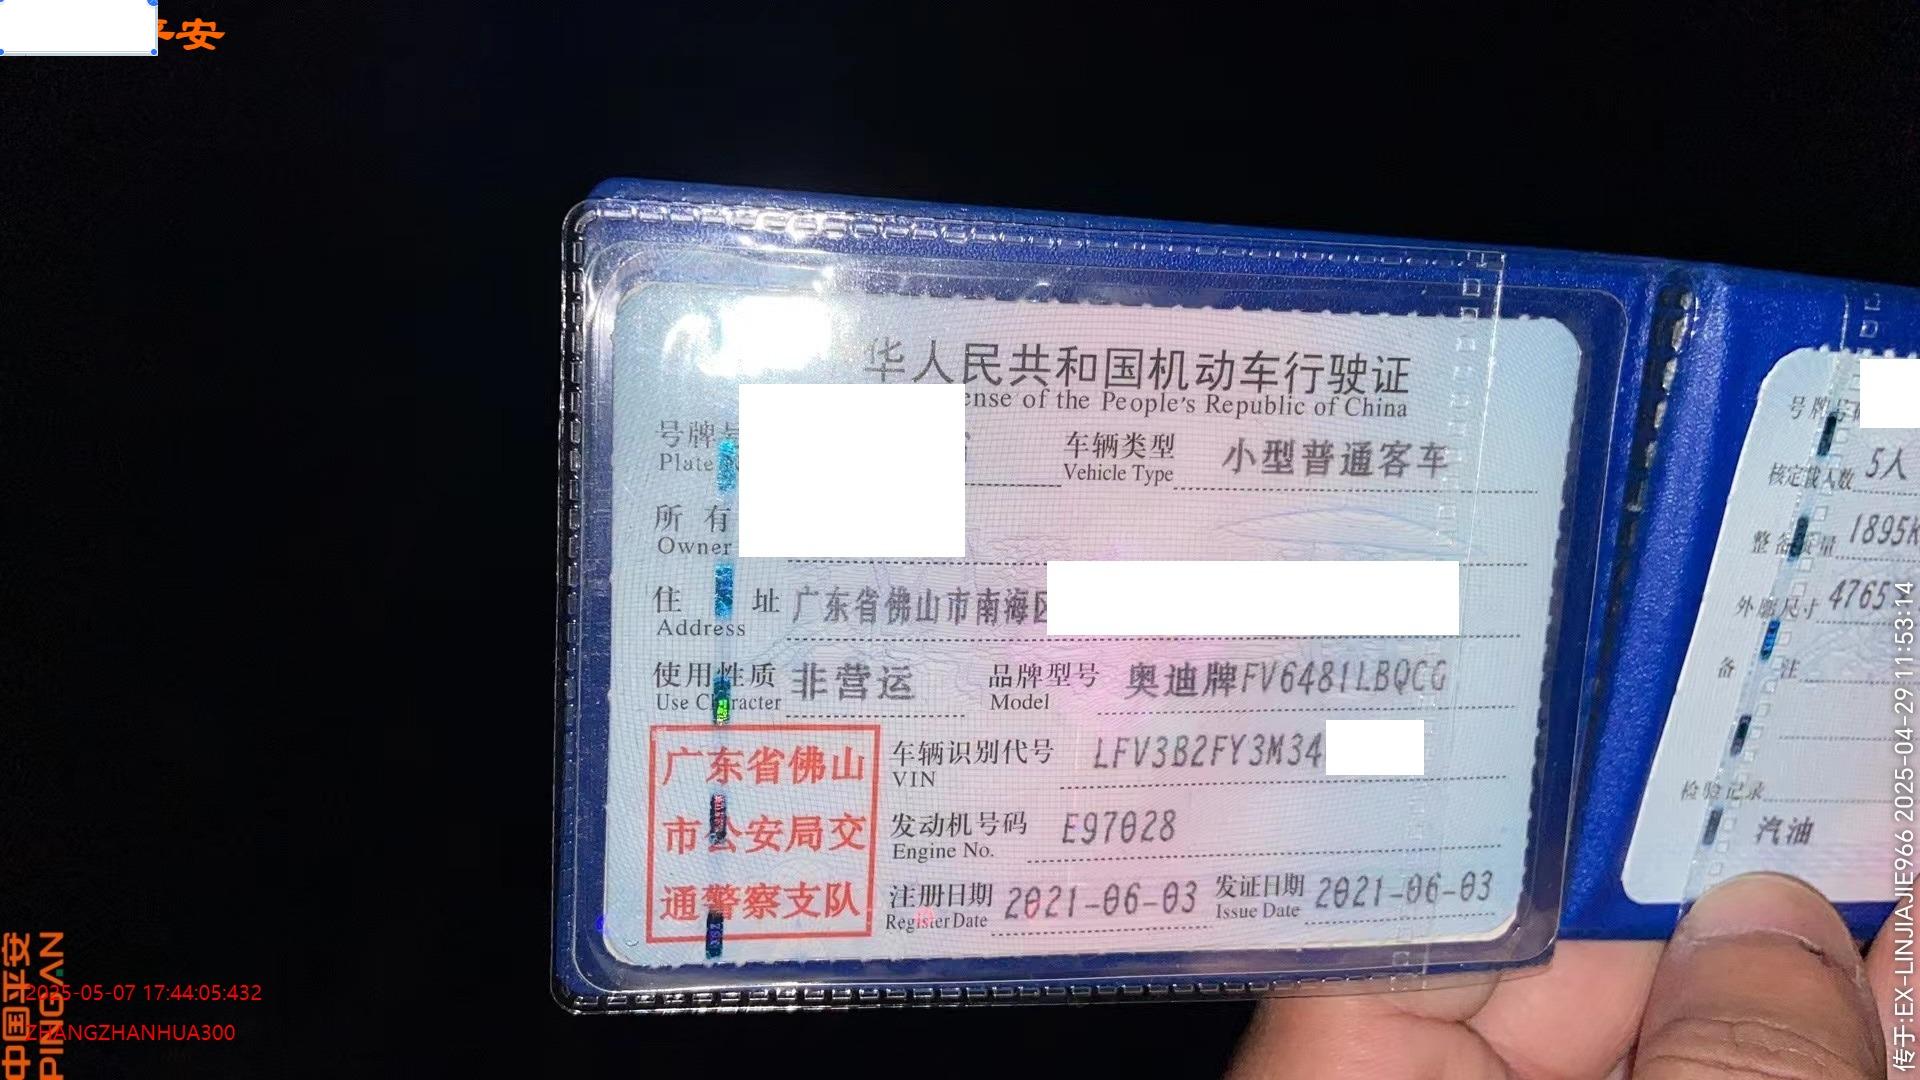 平安
华人民共和国机动车行驶证
ense of the People's Republic of China
号牌号
Plate
车辆类型 小型普通客车
Vehicle Type
所有
Owner
住址 广东省佛山市南海区
Address
使用性质 非营运 品牌型号 奥迪牌FV6481LBQCG
Use Character Model
广东省佛山
市公安局交
通警察支队
车辆识别代号 LFV3B2FY3M34
VIN
发动机号码 E97028
Engine No.
注册日期 2021-06-03 发证日期 2021-06-03
Register Date Issue Date
号牌号
核定载人数 5人
整备质量 1895K
外廓尺寸 4765
备注
检验记录
汽油
中国平安
PING AN
2025-05-07 17:44:05:432
ZHANGZHANHUA300
传于:EX-LINJIAJIE966 2025-04-29 11:53:14